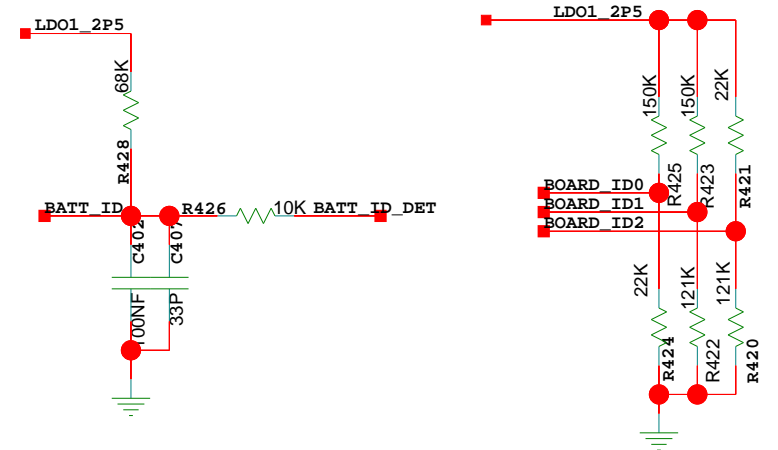 LDO1_2P5
68K
R428
BATT_ID
R426
10K
BATT_ID_DET
C402
C407
100NF
33P
LDO1_2P5
150K
150K
22K
R425
R423
R421
BOARD_ID0
BOARD_ID1
BOARD_ID2
22K
121K
121K
R424
R422
R420